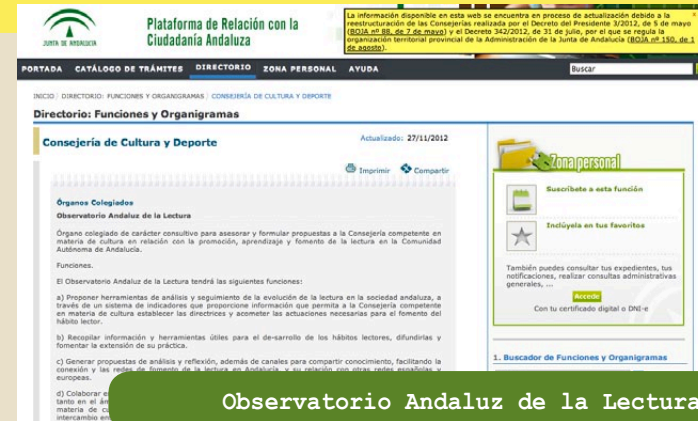 JUNTA DE ANDALUCIA
Plataforma de Relación con la
Ciudadanía Andaluza
La información disponible en esta web se encuentra en proceso de actualización debido a la
reestructuración de las Consejerías realizada por el Decreto del Presidente 3/2012, de 5 de mayo
(BOJA nº 88, de 7 de mayo) y el Decreto 342/2012, de 31 de julio, por el que se regula la
organización territorial provincial de la Administración de la Junta de Andalucía (BOJA nº 150, de 1
de agosto).
PORTADA CATÁLOGO DE TRÁMITES DIRECTORIO ZONA PERSONAL AYUDA
Buscar
INICIO / DIRECTORIO: FUNCIONES Y ORGANIGRAMAS / CONSEJERÍA DE CULTURA Y DEPORTE
Directorio: Funciones y Organigramas
Consejería de Cultura y Deporte
Actualizado: 27/11/2012
Imprimir Compartir
Órganos Colegiados
Observatorio Andaluz de la Lectura
Órgano colegiado de carácter consultivo para asesorar y formular propuestas a la Consejería competente en
materia de cultura en relación con la promoción, aprendizaje y fomento de la lectura en la Comunidad
Autónoma de Andalucía.
Funciones.
El Observatorio Andaluz de la Lectura tendrá las siguientes funciones:
a) Proponer herramientas de análisis y seguimiento de la evolución de la lectura en la sociedad andaluza, a
través de un sistema de indicadores que proporcione información que permita a la Consejería competente
en materia de cultura establecer las directrices y acometer las actuaciones necesarias para el fomento del
hábito lector.
b) Recopilar información y herramientas útiles para el de-sarrollo de los hábitos lectores, difundirlas y
fomentar la extensión de su práctica.
c) Generar propuestas de análisis y reflexión, además de canales para compartir conocimiento, facilitando la
conexión y las redes de fomento de la lectura en Andalucía, y su relación con otras redes españolas y
europeas.
d) Colaborar e
tanto en el ám
materia de cu
intercambio en
Zona personal
Suscríbete a esta función
Inclúyela en tus favoritos
También puedes consultar tus expedientes, tus
notificaciones, realizar consultas administrativas
generales, ...
Accede
Con tu certificado digital o DNI-e
1. Buscador de Funciones y Organigramas
Observatorio Andaluz de la Lectura